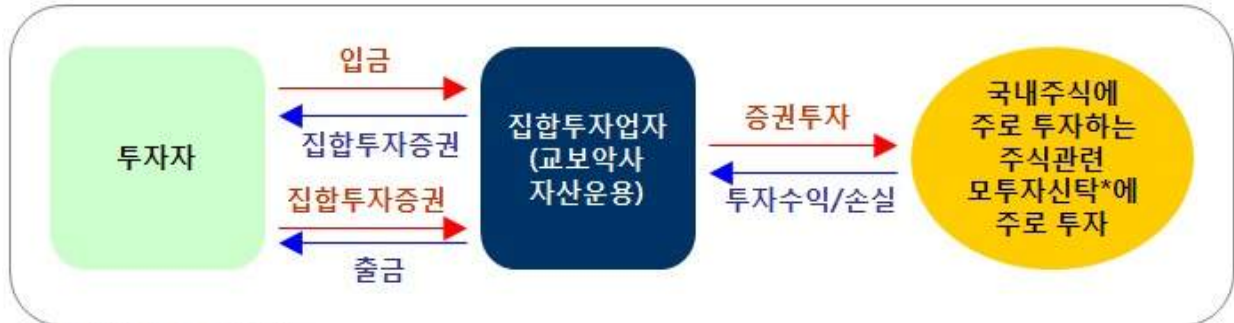 투자자
입금
집합투자증권
집합투자증권
출금
집합투자업자
(교보악사
자산운용)
증권투자
투자수익/손실
국내주식에
주로 투자하는
주식관련
모투자신탁*에
주로 투자